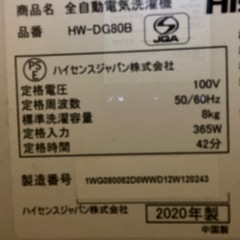 商品名 全自動電気洗濯機 HiS
品番 HW-DG80B JQA
PSE ハイセンスジャパン株式会社
定格電圧 100V
定格周波数 50/60Hz
標準洗濯容量 8kg
定格消費電力 365W
定格時間 42分
製造番号 1WG080082D0WWD12W120243
ハイセンスジャパン株式会社 2020年製
中国製